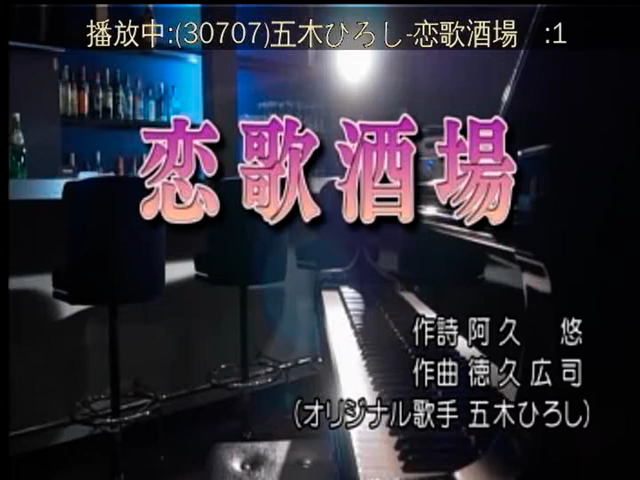 播放中:(30707)五木ひろし-恋歌酒場　:1
恋歌酒場
作詩 阿久　悠
作曲 徳久広司
(オリジナル歌手 五木ひろし)